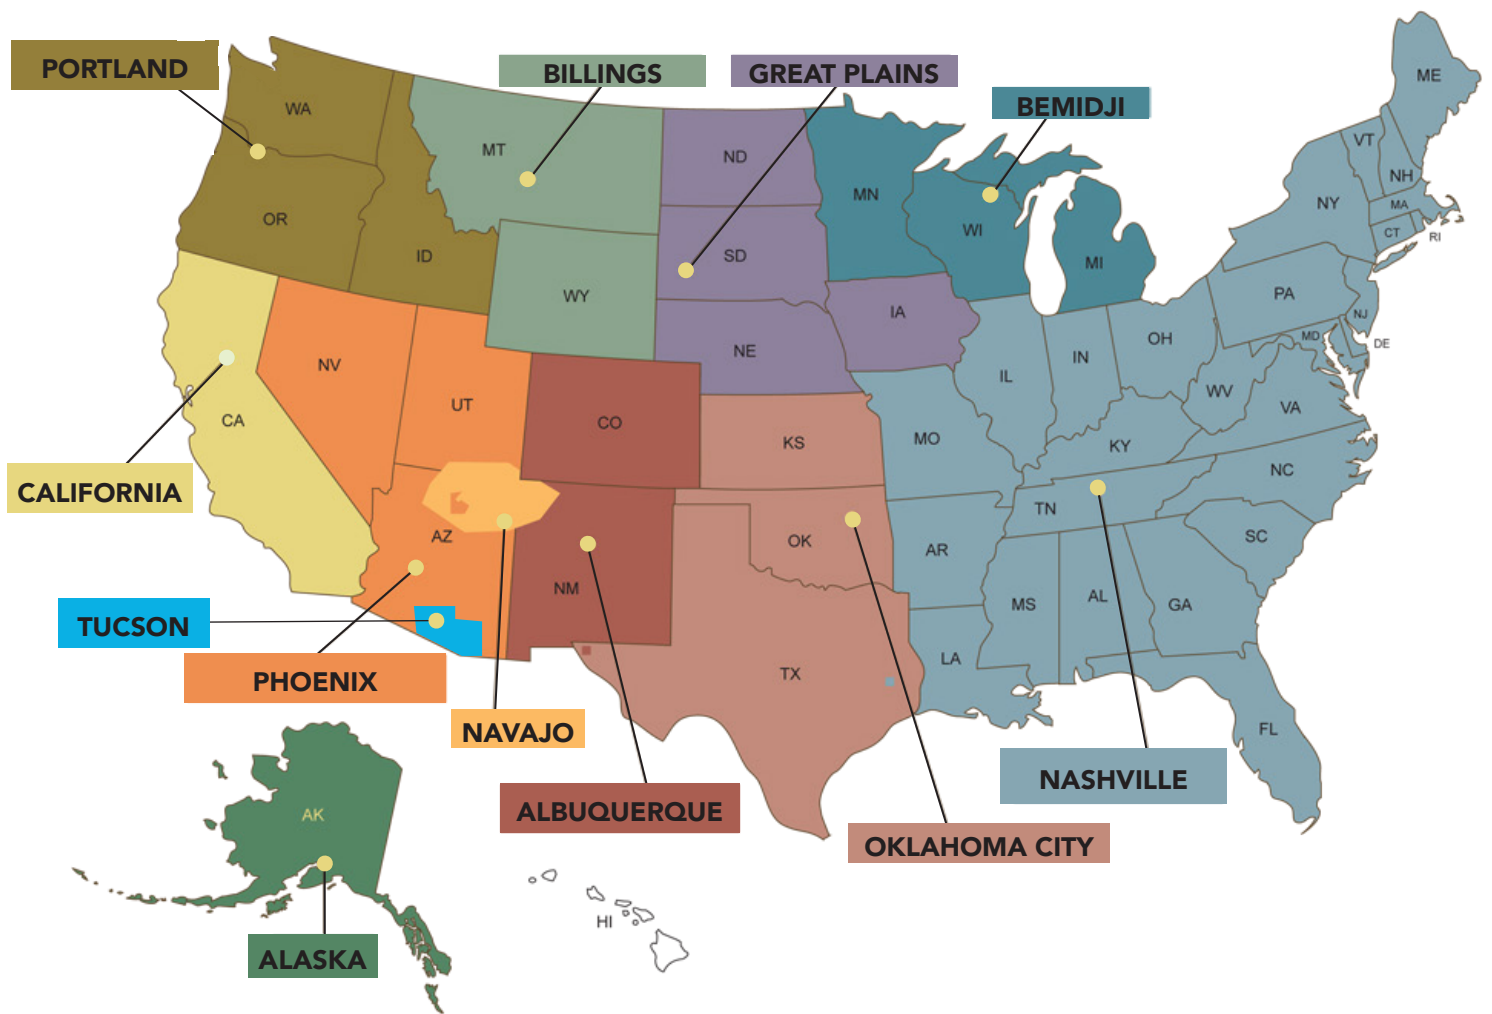 PORTLAND
BILLINGS
GREAT PLAINS
BEMIDJI
ME
WA
MT
ND
MN
VT
NH
NY
MA
CT
RI
OR
ID
SD
WI
MI
WY
IA
PA
NJ
MD
DE
NV
UT
NE
IL
IN
OH
WV
VA
CA
CO
KS
MO
KY
NC
CALIFORNIA
AZ
NM
OK
AR
TN
SC
TUCSON
MS
AL
GA
PHOENIX
TX
LA
FL
NAVAJO
NASHVILLE
ALBUQUERQUE
OKLAHOMA CITY
AK
HI
ALASKA